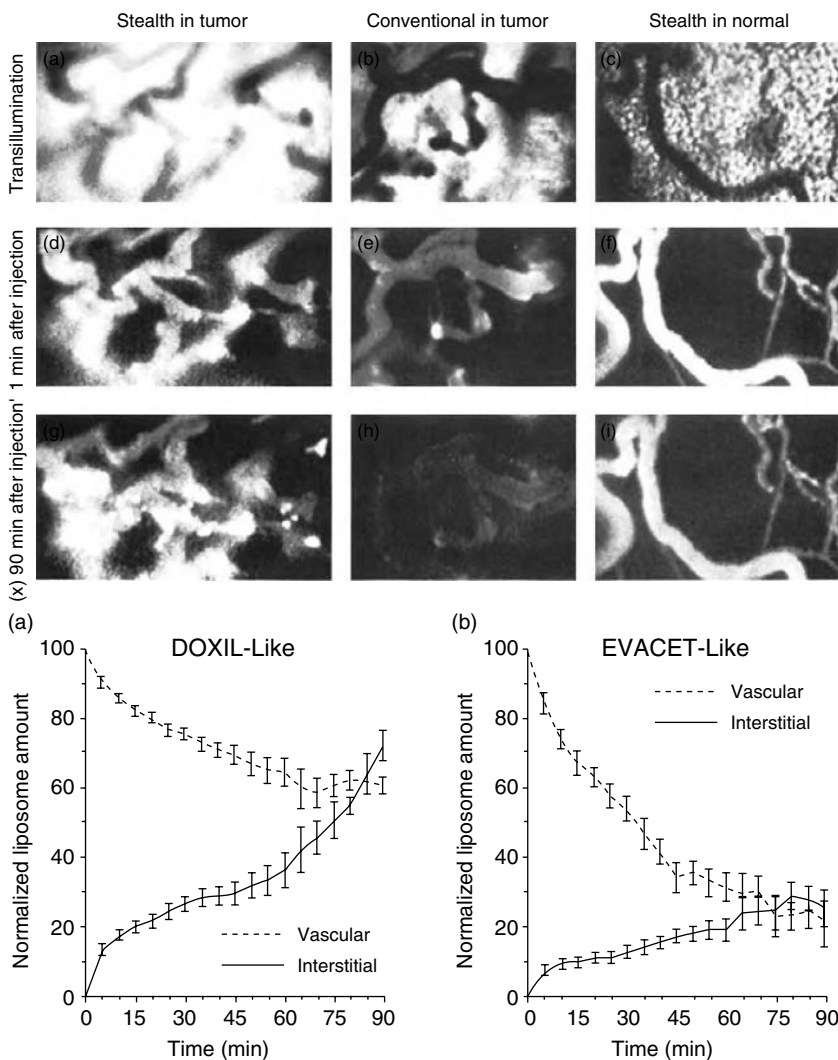 Stealth in tumor
Conventional in tumor
Stealth in normal
Transillumination
(a)
(b)
(c)
1 min after injection
(d)
(e)
(f)
(x) 90 min after injection'
(g)
(h)
(i)
(a)
DOXIL-Like
Normalized liposome amount
100
80
60
40
20
0
Vascular
Interstitial
0 15 30 45 60 75 90
Time (min)
(b)
EVACET-Like
Normalized liposome amount
100
80
60
40
20
0
Vascular
Interstitial
0 15 30 45 60 75 90
Time (min)